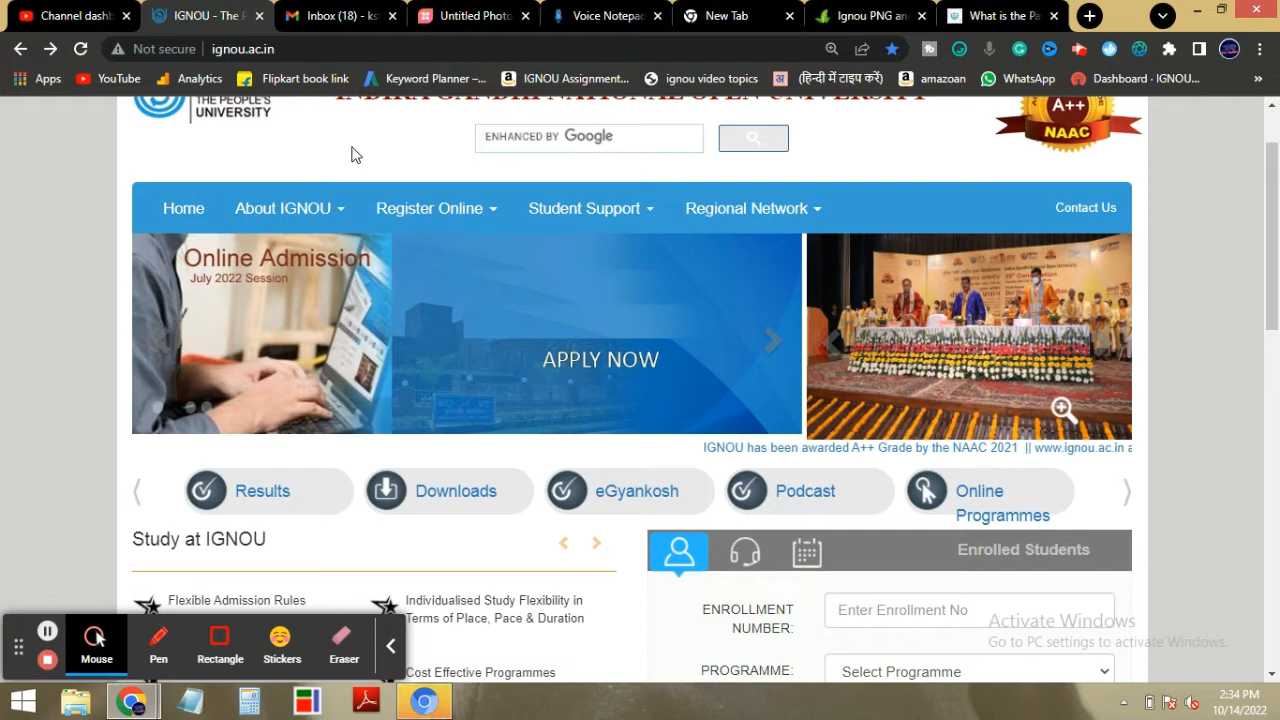 Channel dashb
IGNOU - The P
Inbox (18) - ks
Untitled Photo
Voice Notepac
New Tab
Ignou PNG an
What is the Pa
Not secure
ignou.ac.in
Apps
YouTube
Analytics
Flipkart book link
Keyword Planner –...
IGNOU Assignment...
ignou video topics
(हिन्दी में टाइप करें)
amazoan
WhatsApp
Dashboard - IGNOU...
»
THE PEOPLE'S
UNIVERSITY
INDIRA GANDHI NATIONAL OPEN UNIVERSITY
A++
NAAC
ENHANCED BY Google
Home
About IGNOU
Register Online
Student Support
Regional Network
Contact Us
Online Admission
July 2022 Session
APPLY NOW
IGNOU has been awarded A++ Grade by the NAAC 2021 || www.ignou.ac.in a
Results
Downloads
eGyankosh
Podcast
Online
Programmes
Study at IGNOU
Enrolled Students
Flexible Admission Rules
Individualised Study Flexibility in
Terms of Place, Pace & Duration
Cost Effective Programmes
ENROLLMENT
NUMBER:
Enter Enrollment No
PROGRAMME:
Select Programme
Activate Windows
Go to PC settings to activate Windows.
Mouse
Pen
Rectangle
Stickers
Eraser
2:34 PM
10/14/2022